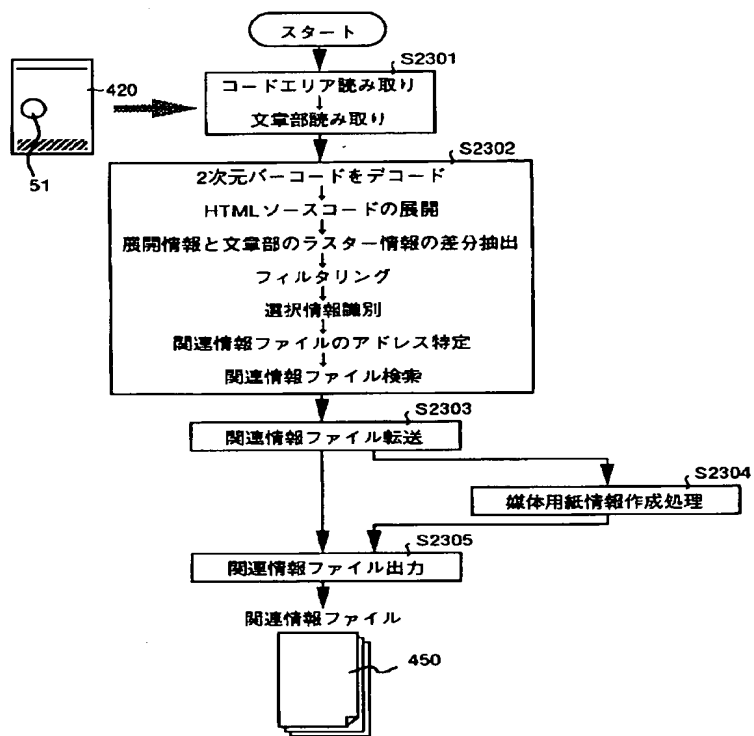 スタート
S2301
コードエリア読み取り
文章部読み取り
420
51
S2302
2次元バーコードをデコード
HTMLソースコードの展開
展開情報と文章部のラスター情報の差分抽出
フィルタリング
選択情報識別
関連情報ファイルのアドレス特定
関連情報ファイル検索
S2303
関連情報ファイル転送
S2304
媒体用紙情報作成処理
S2305
関連情報ファイル出力
関連情報ファイル
450